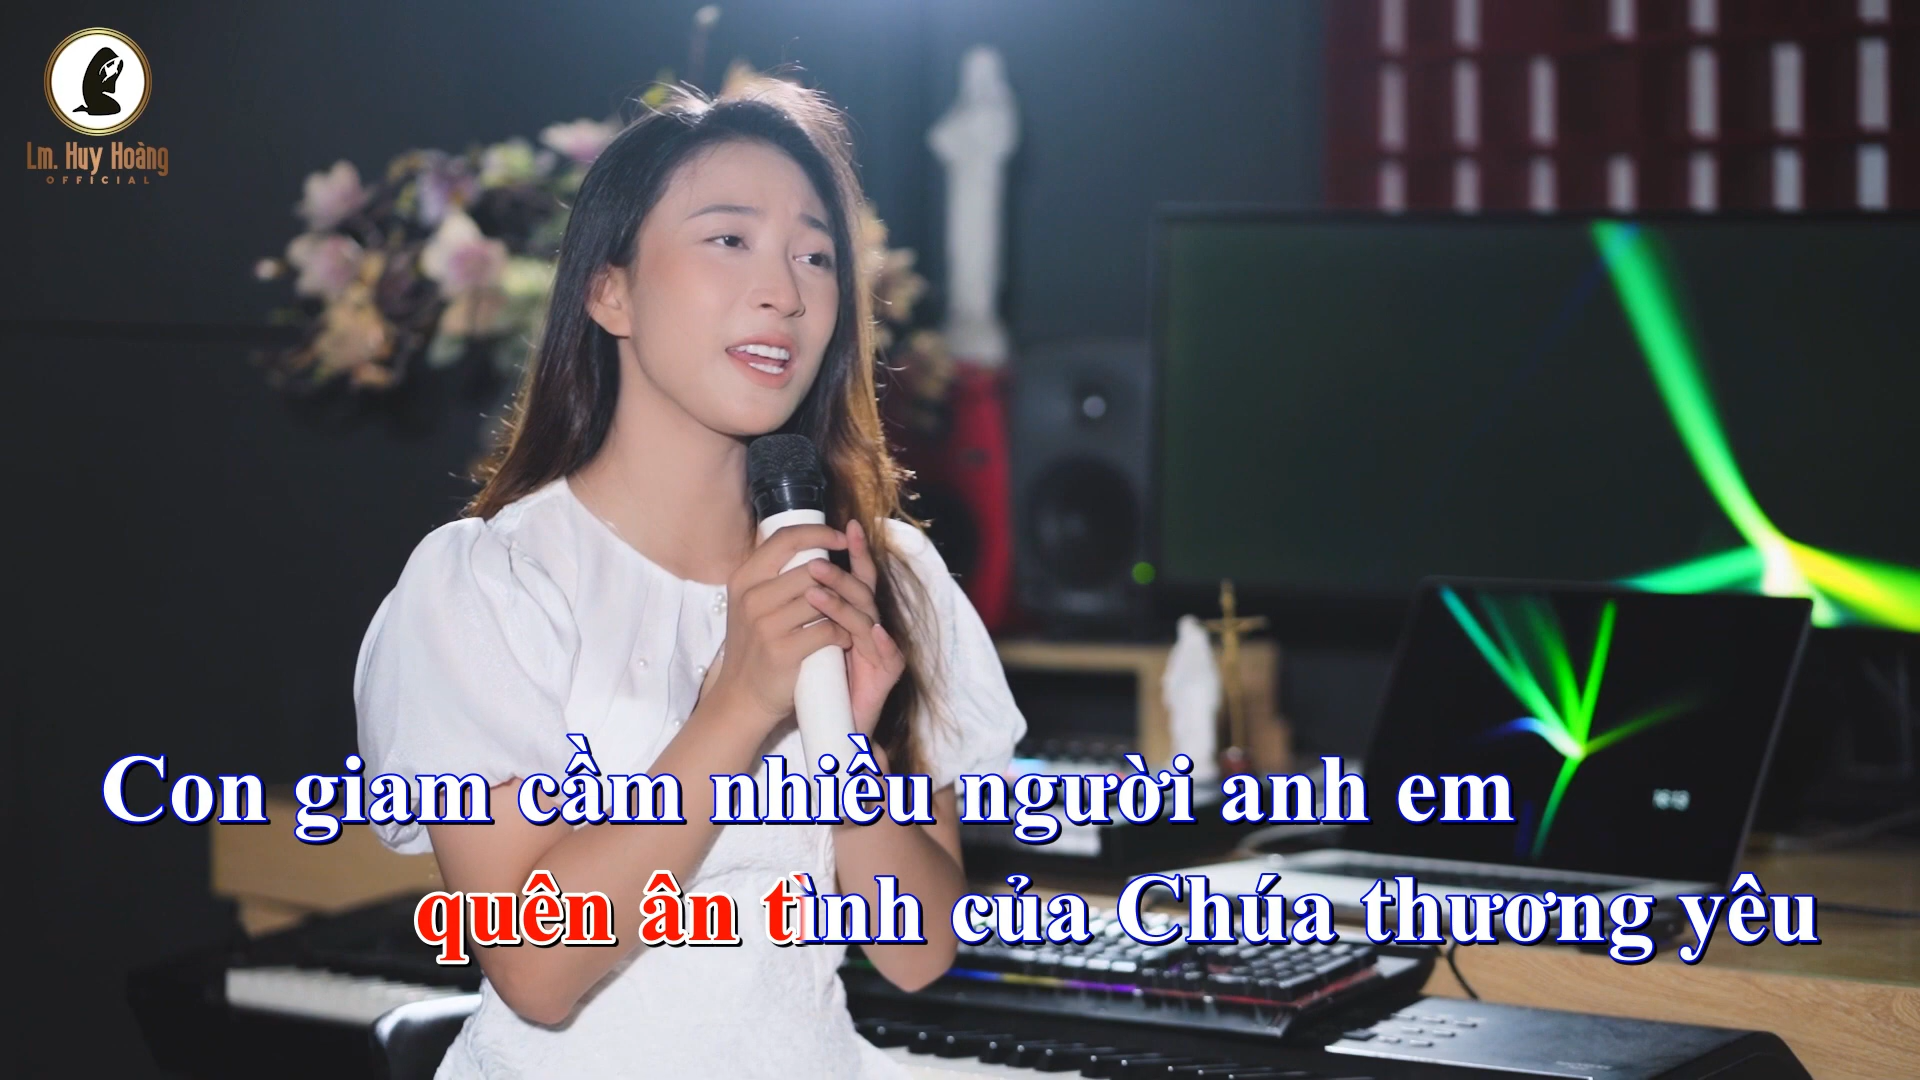 Lm. Huy Hoàng
OFFICIAL
Con giam cầm nhiều người anh em
quên ân tình của Chúa thương yêu